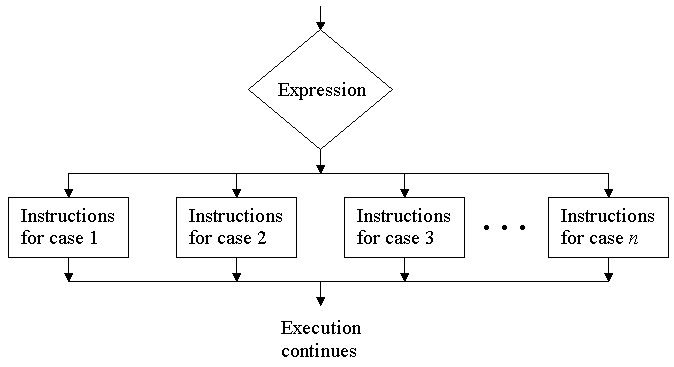 Expression
Instructions
for case 1
Instructions
for case 2
Instructions
for case 3
. . .
Instructions
for case n
Execution
continues